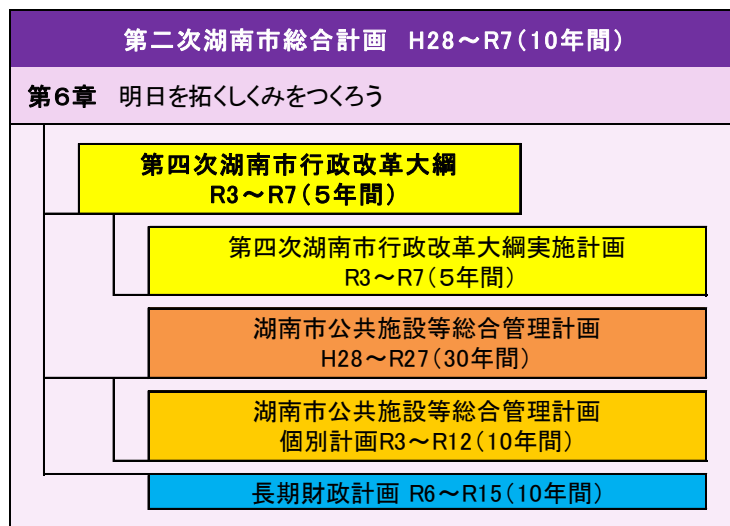 第二次湖南市総合計画 H28～R7(10年間)
第6章 明日を拓くしくみをつくろう
第四次湖南市行政改革大綱
R3～R7(5年間)
第四次湖南市行政改革大綱実施計画
R3～R7(5年間)
湖南市公共施設等総合管理計画
H28～R27(30年間)
湖南市公共施設等総合管理計画
個別計画R3～R12(10年間)
長期財政計画 R6～R15(10年間)